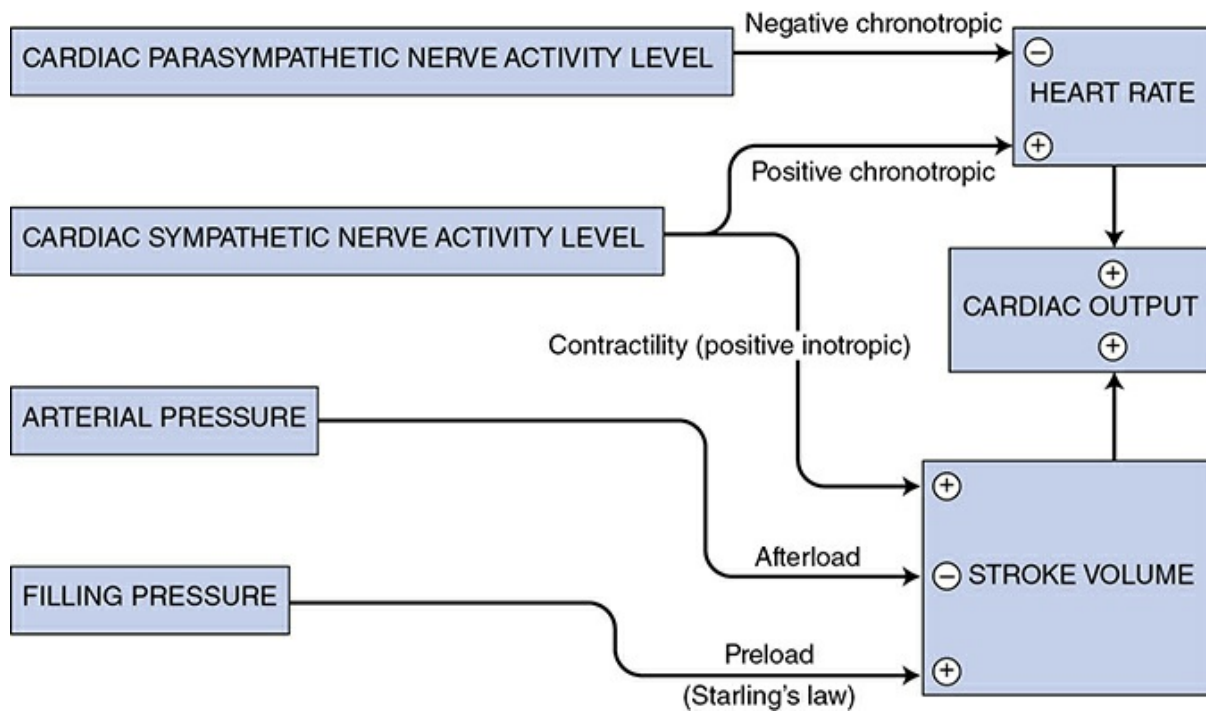 Negative chronotropic
CARDIAC PARASYMPATHETIC NERVE ACTIVITY LEVEL
−
HEART RATE
+
Positive chronotropic
CARDIAC SYMPATHETIC NERVE ACTIVITY LEVEL
+
CARDIAC OUTPUT
+
Contractility (positive inotropic)
ARTERIAL PRESSURE
+
Afterload
− STROKE VOLUME
FILLING PRESSURE
Preload
+
(Starling's law)